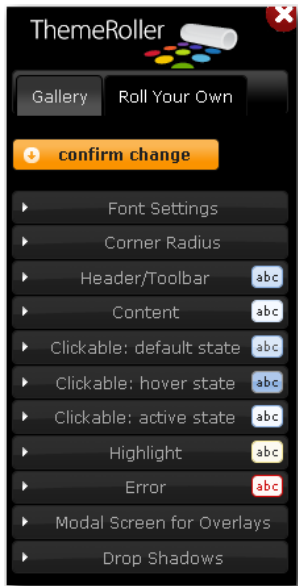 ThemeRoller
Gallery
Roll Your Own
confirm change
Font Settings
Corner Radius
Header/Toolbar abc
Content abc
Clickable: default state abc
Clickable: hover state abc
Clickable: active state abc
Highlight abc
Error abc
Modal Screen for Overlays
Drop Shadows